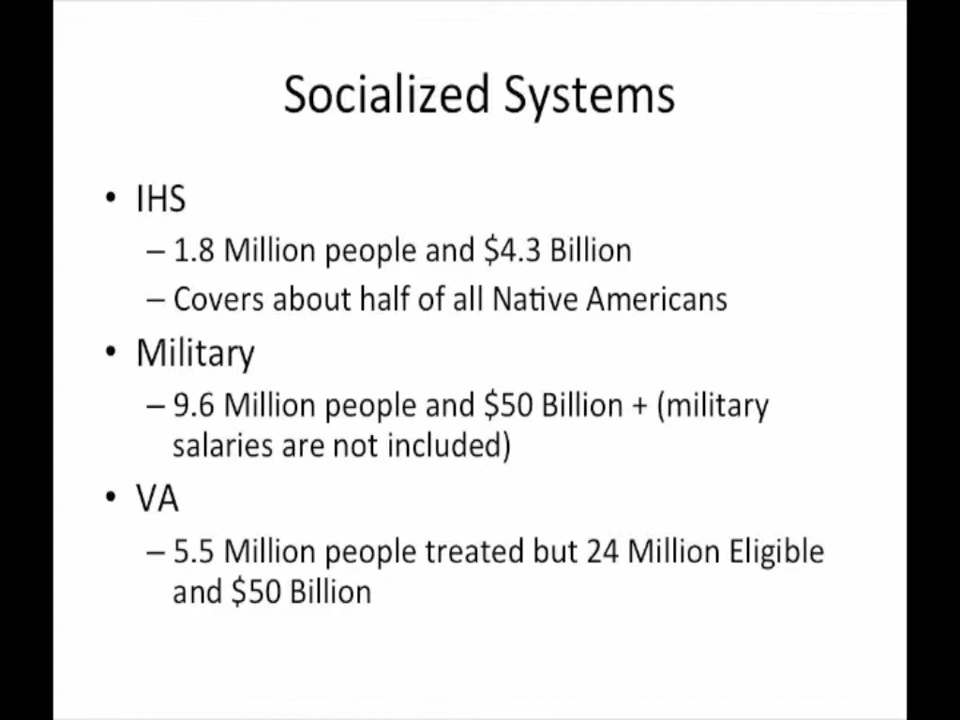 Socialized Systems
• IHS
– 1.8 Million people and $4.3 Billion
– Covers about half of all Native Americans
• Military
– 9.6 Million people and $50 Billion + (military
salaries are not included)
• VA
– 5.5 Million people treated but 24 Million Eligible
and $50 Billion